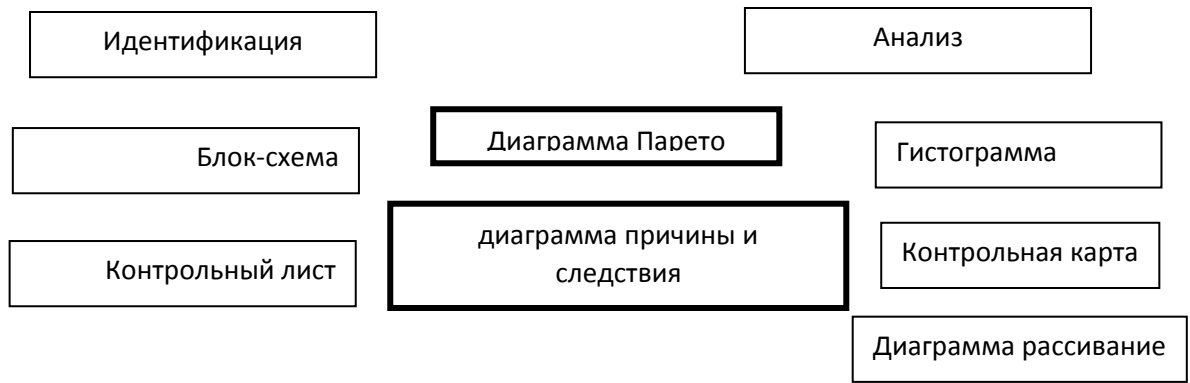 Идентификация
Анализ
Диаграмма Парето
Блок-схема
Гистограмма
диаграмма причины и
следствия
Контрольный лист
Контрольная карта
Диаграмма рассивание